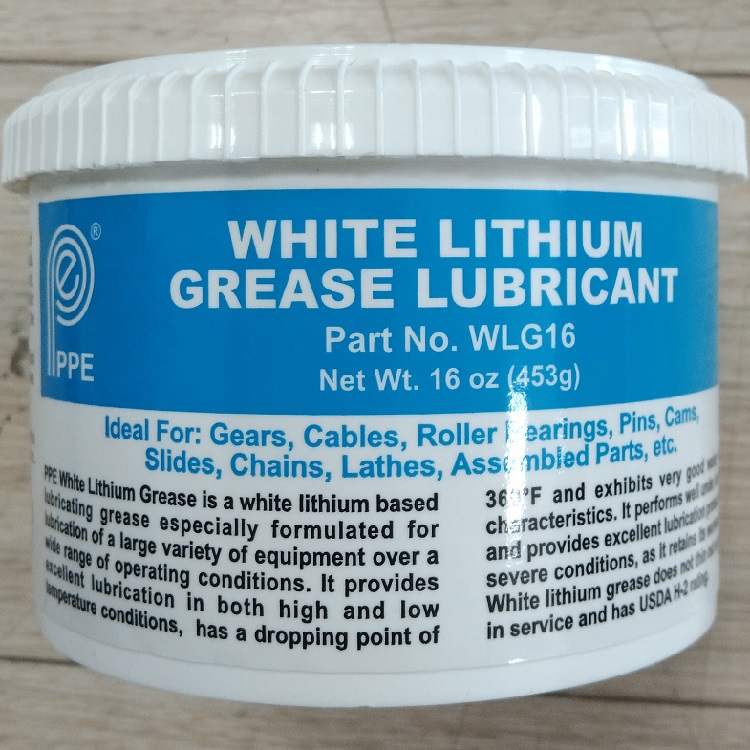 PPE
®
WHITE LITHIUM
GREASE LUBRICANT
Part No. WLG16
Net Wt. 16 oz (453g)
Ideal For: Gears, Cables, Roller Bearings, Pins, Cams,
Slides, Chains, Lathes, Assembled Parts, etc.
PPE White Lithium Grease is a white lithium based
lubricating grease especially formulated for
lubrication of a large variety of equipment over a
wide range of operating conditions. It provides
excellent lubrication in both high and low
temperature conditions, has a dropping point of
°F and exhibits very good
characteristics. It performs well
and provides excellent lubrication
severe conditions, as it retains its
White lithium grease does not
in service and has USDA H-2 rating.